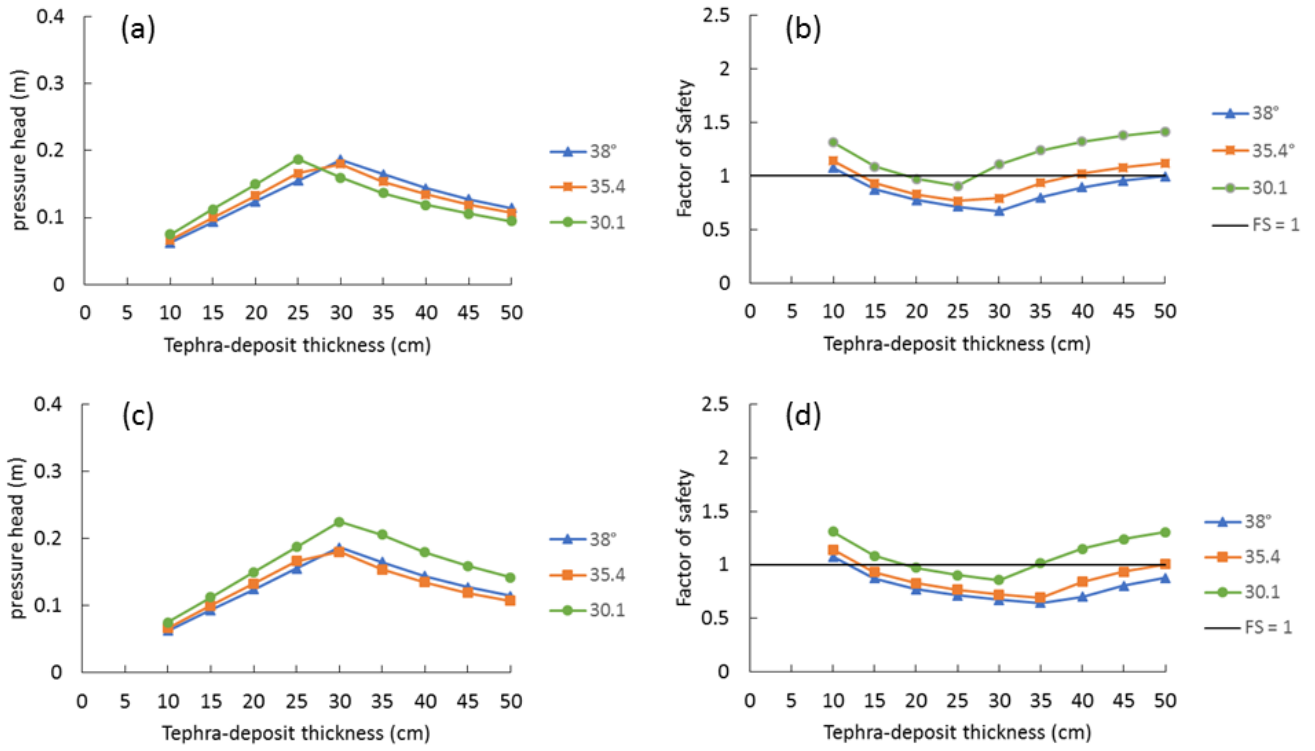 (a)
pressure head (m)
0.4
0.3
0.2
0.1
0
0 5 10 15 20 25 30 35 40 45 50
Tephra-deposit thickness (cm)
38°
35.4
30.1
(b)
Factor of Safety
2.5
2
1.5
1
0.5
0
0 5 10 15 20 25 30 35 40 45 50
Tephra-deposit thickness (cm)
38°
35.4°
30.1
FS = 1
(c)
pressure head (m)
0.4
0.3
0.2
0.1
0
0 5 10 15 20 25 30 35 40 45 50
Tephra-deposit thickness (cm)
38°
35.4
30.1
(d)
Factor of safety
2.5
2
1.5
1
0.5
0
0 5 10 15 20 25 30 35 40 45 50
Tephra-deposit thickness (cm)
38°
35.4
30.1
FS = 1